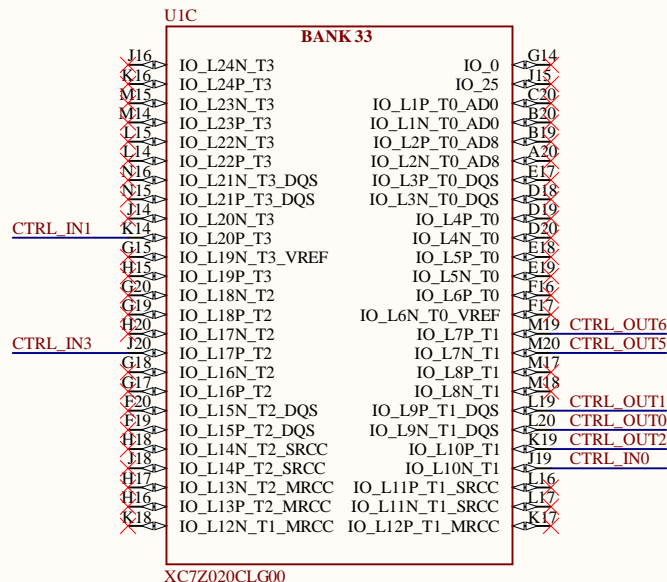 U1C
BANK 33
J16 IO_L24N_T3 IO_0 G14
K16 IO_L24P_T3 IO_25 J15
M15 IO_L23N_T3 IO_L1P_T0_AD0 C20
M14 IO_L23P_T3 IO_L1N_T0_AD0 B20
L15 IO_L22N_T3 IO_L2P_T0_AD8 B19
L14 IO_L22P_T3 IO_L2N_T0_AD8 A20
N16 IO_L21N_T3_DQS IO_L3P_T0_DQS E17
N15 IO_L21P_T3_DQS IO_L3N_T0_DQS D18
J14 IO_L20N_T3 IO_L4P_T0 D19
CTRL_IN1 K14 IO_L20P_T3 IO_L4N_T0 D20
G15 IO_L19N_T3_VREF IO_L5P_T0 E18
H15 IO_L19P_T3 IO_L5N_T0 E19
G20 IO_L18N_T2 IO_L6P_T0 F16
G19 IO_L18P_T2 IO_L6N_T0_VREF F17
H20 IO_L17N_T2 IO_L7P_T1 M19 CTRL_OUT6
CTRL_IN3 J20 IO_L17P_T2 IO_L7N_T1 M20 CTRL_OUT5
G18 IO_L16N_T2 IO_L8P_T1 M17
G17 IO_L16P_T2 IO_L8N_T1 M18
F20 IO_L15N_T2_DQS IO_L9P_T1_DQS L19 CTRL_OUT1
F19 IO_L15P_T2_DQS IO_L9N_T1_DQS L20 CTRL_OUT0
H18 IO_L14N_T2_SRCC IO_L10P_T1 K19 CTRL_OUT2
J18 IO_L14P_T2_SRCC IO_L10N_T1 J19 CTRL_IN0
H17 IO_L13N_T2_MRCC IO_L11P_T1_SRCC L16
H16 IO_L13P_T2_MRCC IO_L11N_T1_SRCC L17
K18 IO_L12N_T1_MRCC IO_L12P_T1_MRCC K17
XC7Z020CLG00